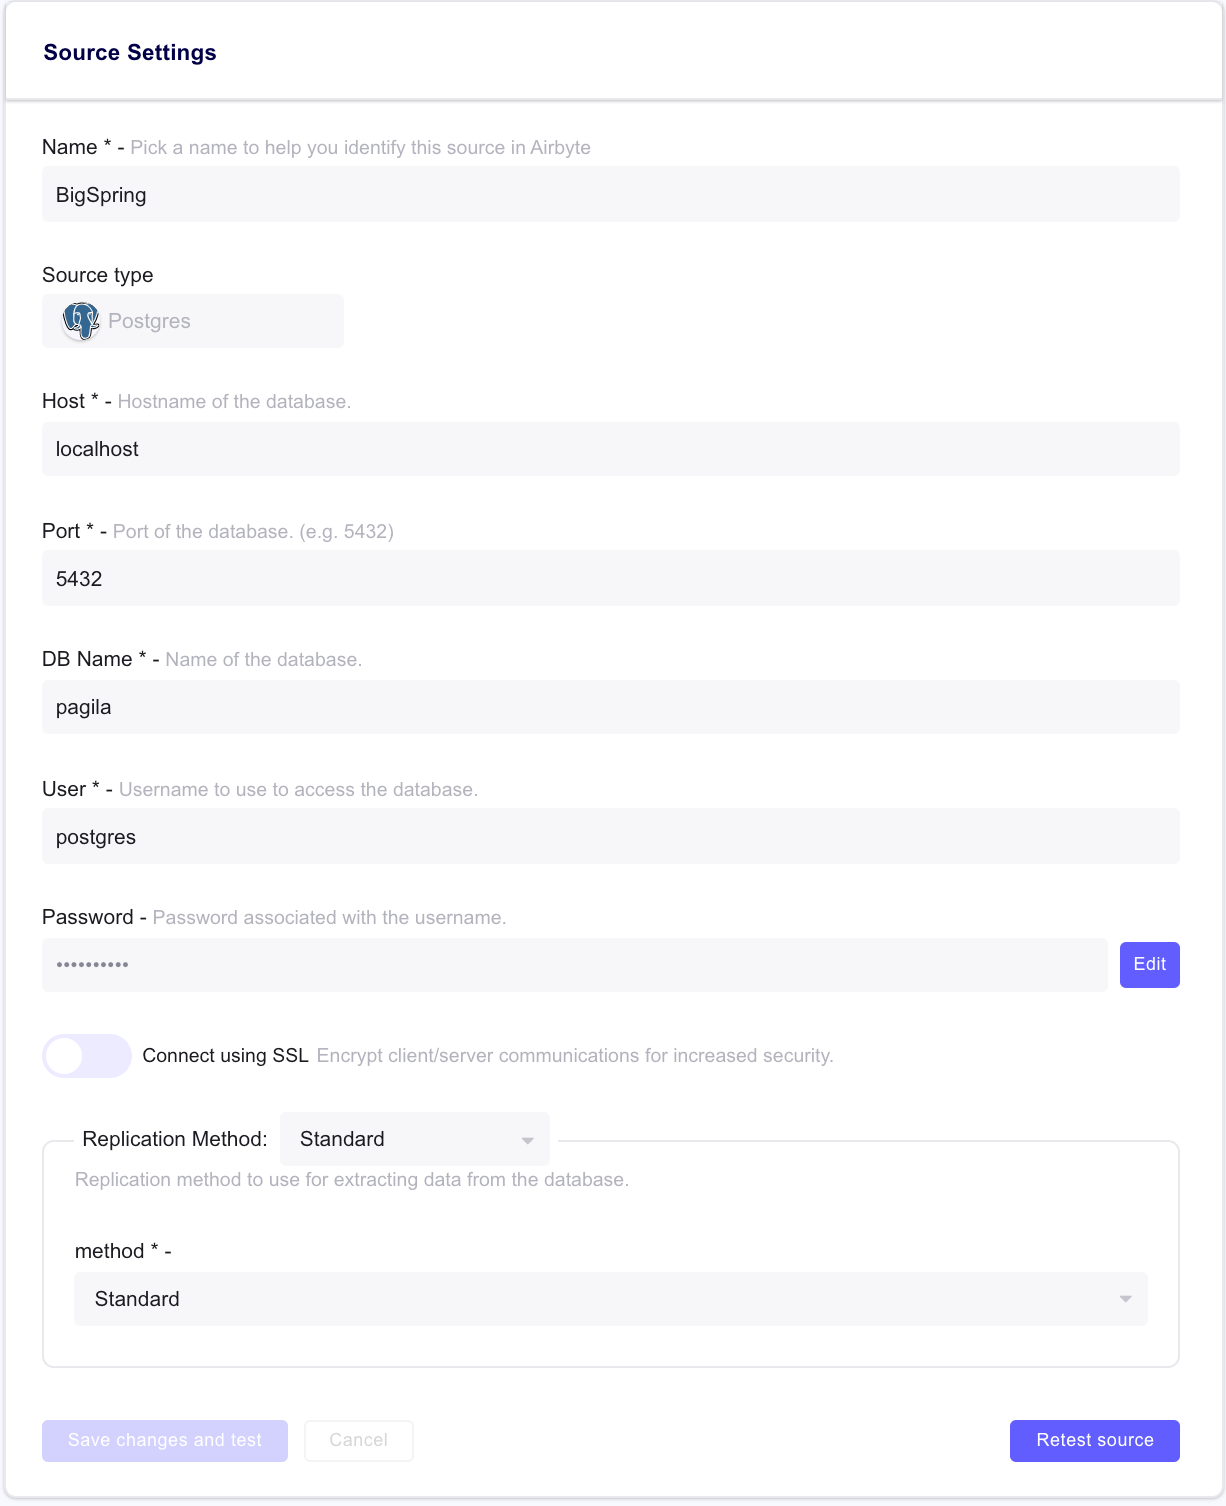 Source Settings
Name * - Pick a name to help you identify this source in Airbyte
BigSpring
Source type
Postgres
Host * - Hostname of the database.
localhost
Port * - Port of the database. (e.g. 5432)
5432
DB Name * - Name of the database.
pagila
User * - Username to use to access the database.
postgres
Password - Password associated with the username.
••••••••••
Edit
Connect using SSL Encrypt client/server communications for increased security.
Replication Method: Standard
Replication method to use for extracting data from the database.
method * -
Standard
Save changes and test
Cancel
Retest source